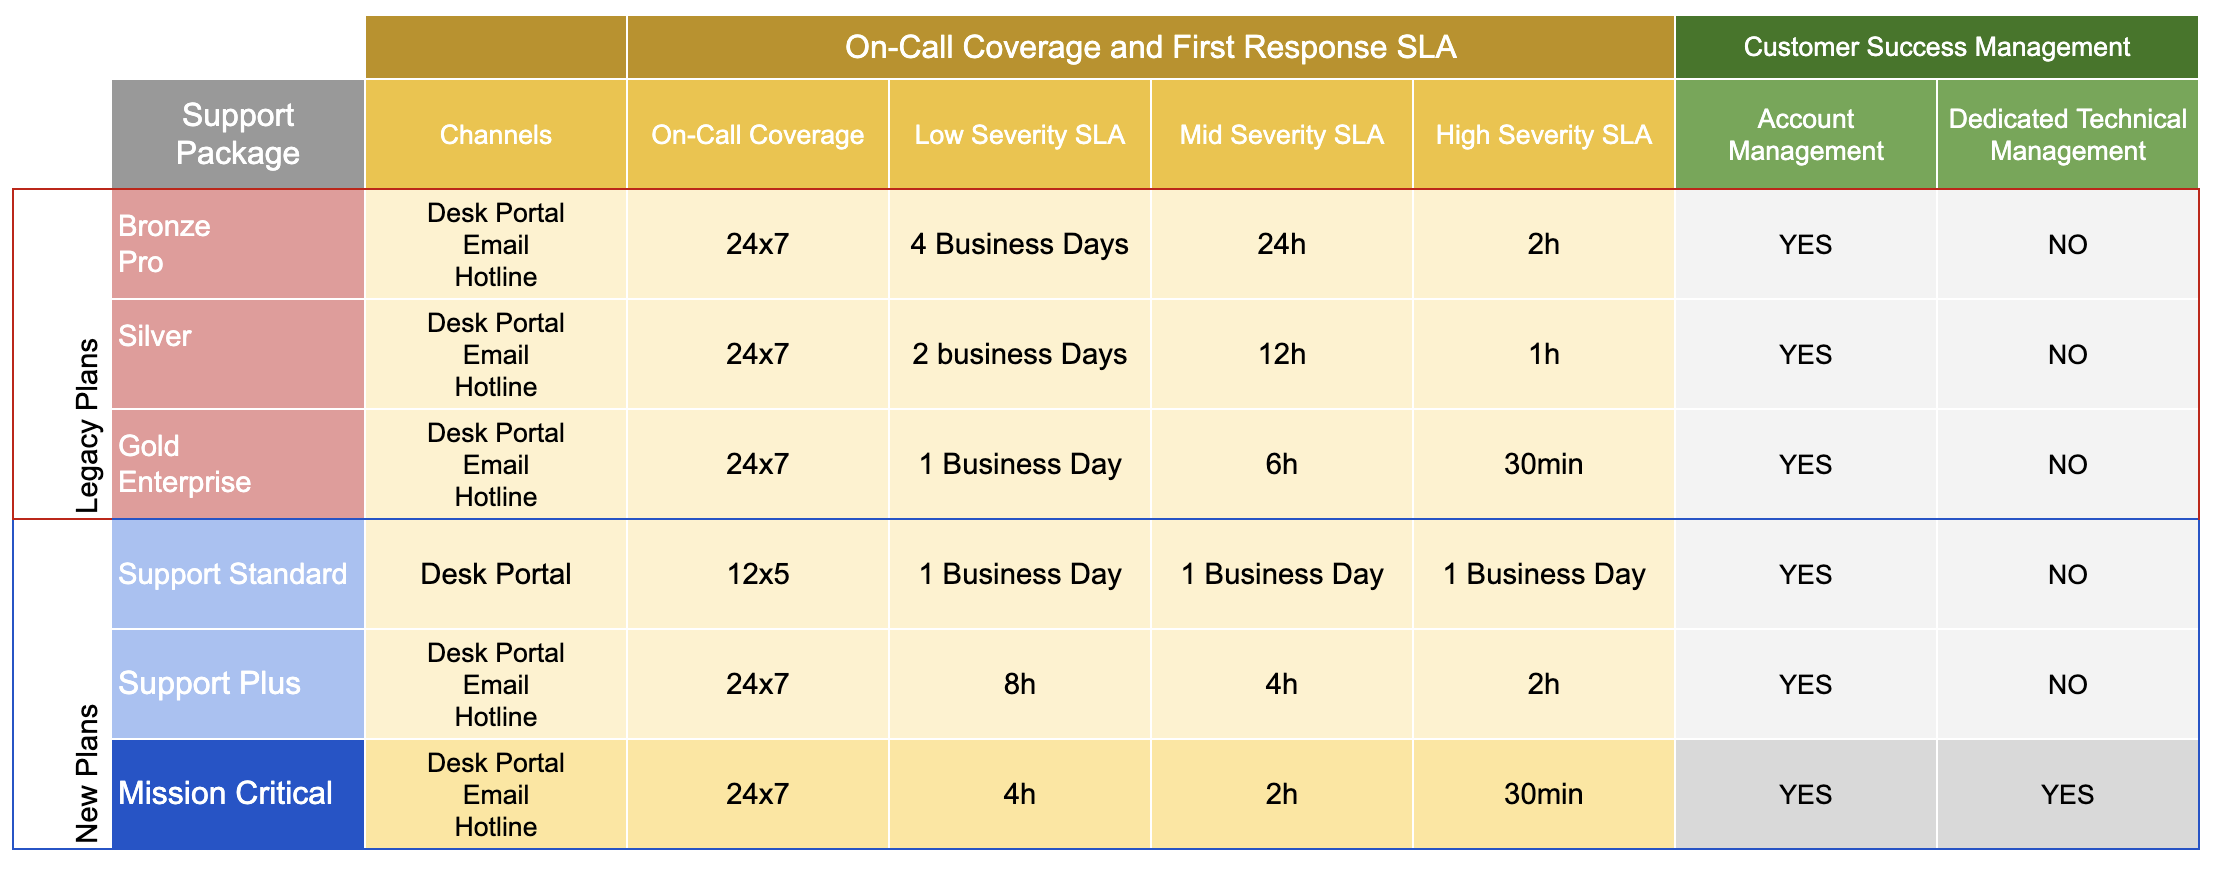 On-Call Coverage and First Response SLA
Customer Success Management
Support
Package
Channels
On-Call Coverage
Low Severity SLA
Mid Severity SLA
High Severity SLA
Account
Management
Dedicated Technical
Management
Legacy Plans
Bronze
Pro
Desk Portal
Email
Hotline
24x7
4 Business Days
24h
2h
YES
NO
Silver
Desk Portal
Email
Hotline
24x7
2 business Days
12h
1h
YES
NO
Gold
Enterprise
Desk Portal
Email
Hotline
24x7
1 Business Day
6h
30min
YES
NO
New Plans
Support Standard
Desk Portal
12x5
1 Business Day
1 Business Day
1 Business Day
YES
NO
Support Plus
Desk Portal
Email
Hotline
24x7
8h
4h
2h
YES
NO
Mission Critical
Desk Portal
Email
Hotline
24x7
4h
2h
30min
YES
YES